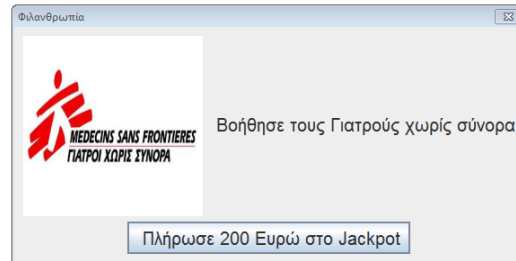 Φιλανθρωπία
MEDECINS SANS FRONTIERES
ΓΙΑΤΡΟΙ ΧΩΡΙΣ ΣΥΝΟΡΑ
Βοήθησε τους Γιατρούς χωρίς σύνορα
Πλήρωσε 200 Ευρώ στο Jackpot